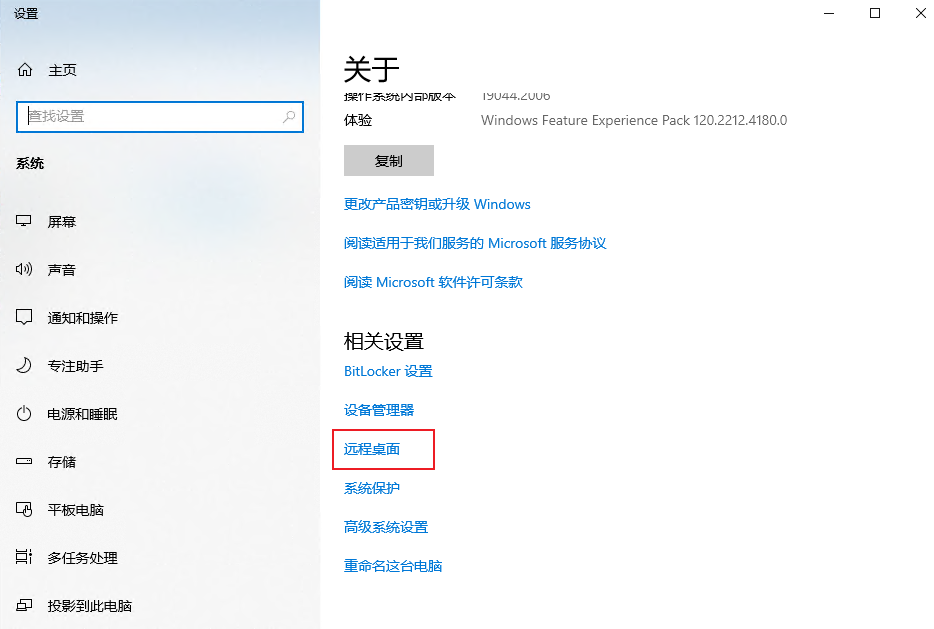 设置
主页
查找设置
系统
屏幕
声音
通知和操作
专注助手
电源和睡眠
存储
平板电脑
多任务处理
投影到此电脑
关于
操作系统内部版本 19044.2006
体验 Windows Feature Experience Pack 120.2212.4180.0
复制
更改产品密钥或升级 Windows
阅读适用于我们服务的 Microsoft 服务协议
阅读 Microsoft 软件许可条款
相关设置
BitLocker 设置
设备管理器
远程桌面
系统保护
高级系统设置
重命名这台电脑